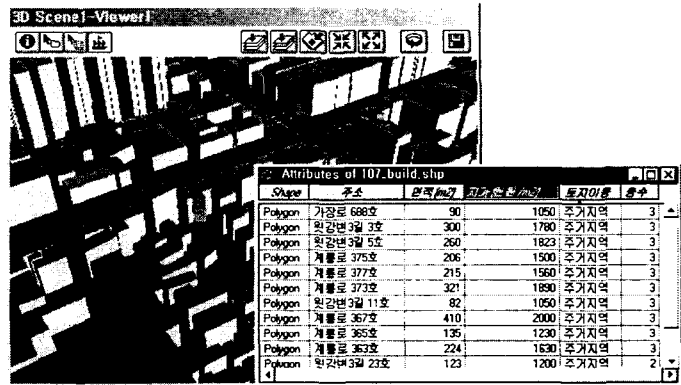 3D Scene1-Viewer1
Attributes of 107_build.shp
Shape 주소 면적(m2) 지가(천원/m2) 토지이용 층수
Polygon 가장로 688호 90 1050 주거지역 3
Polygon 윗강변3길 3호 300 1780 주거지역 3
Polygon 윗강변3길 5호 260 1823 주거지역 3
Polygon 계룡로 375호 206 1500 주거지역 3
Polygon 계룡로 377호 215 1560 주거지역 3
Polygon 계룡로 373호 321 1890 주거지역 3
Polygon 윗강변3길 11호 82 1050 주거지역 3
Polygon 계룡로 367호 410 2000 주거지역 3
Polygon 계룡로 365호 135 1230 주거지역 3
Polygon 계룡로 363호 224 1630 주거지역 3
Polygon 윗강변3길 23호 123 1200 주거지역 2